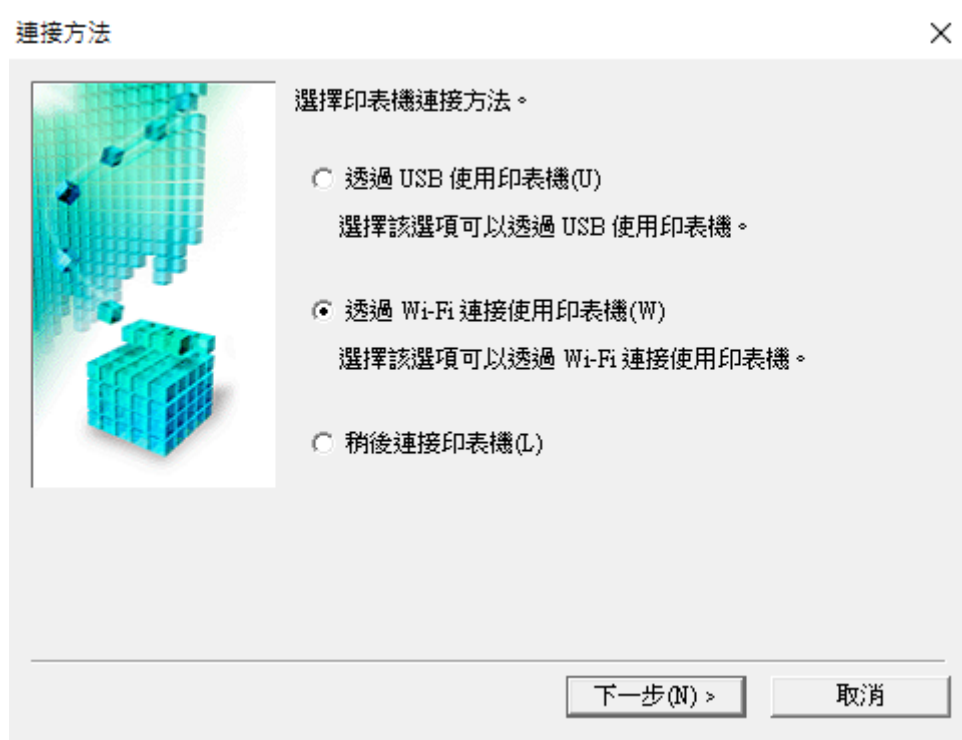 連接方法
選擇印表機連接方法。
透過 USB 使用印表機(U)
選擇該選項可以透過 USB 使用印表機。
透過 Wi-Fi 連接使用印表機(W)
選擇該選項可以透過 Wi-Fi 連接使用印表機。
稍後連接印表機(L)
下一步(N) >
取消